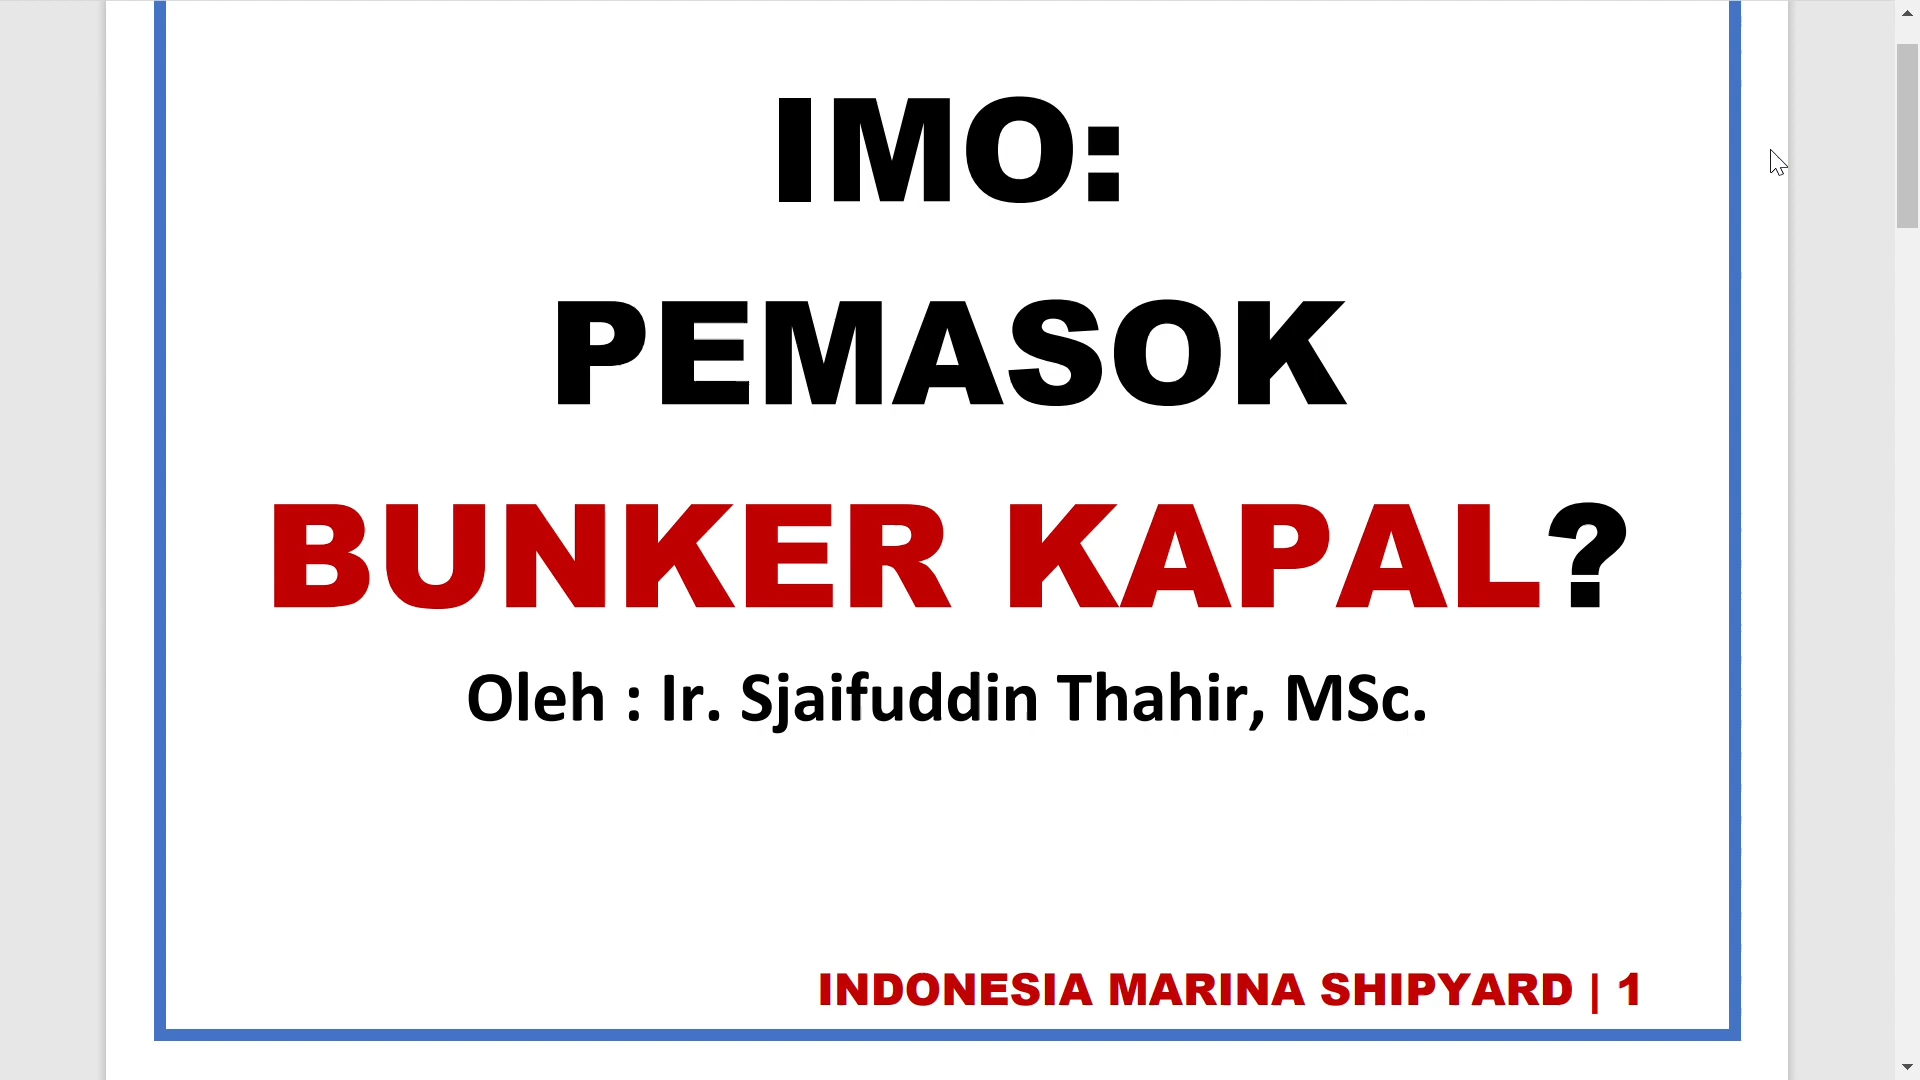 IMO:
PEMASOK
BUNKER KAPAL?
Oleh : Ir. Sjaifuddin Thahir, MSc.
INDONESIA MARINA SHIPYARD | 1